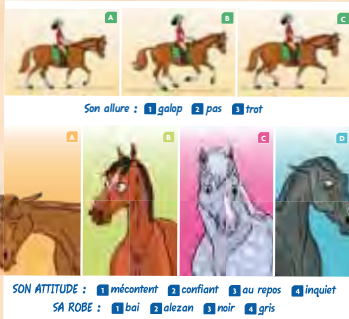 A B C
Son allure : 1 galop 2 pas 3 trot
A B C D
SON ATTITUDE : 1 mécontent 2 confiant 3 au repos 4 inquiet
SA ROBE : 1 bai 2 alezan 3 noir 4 gris